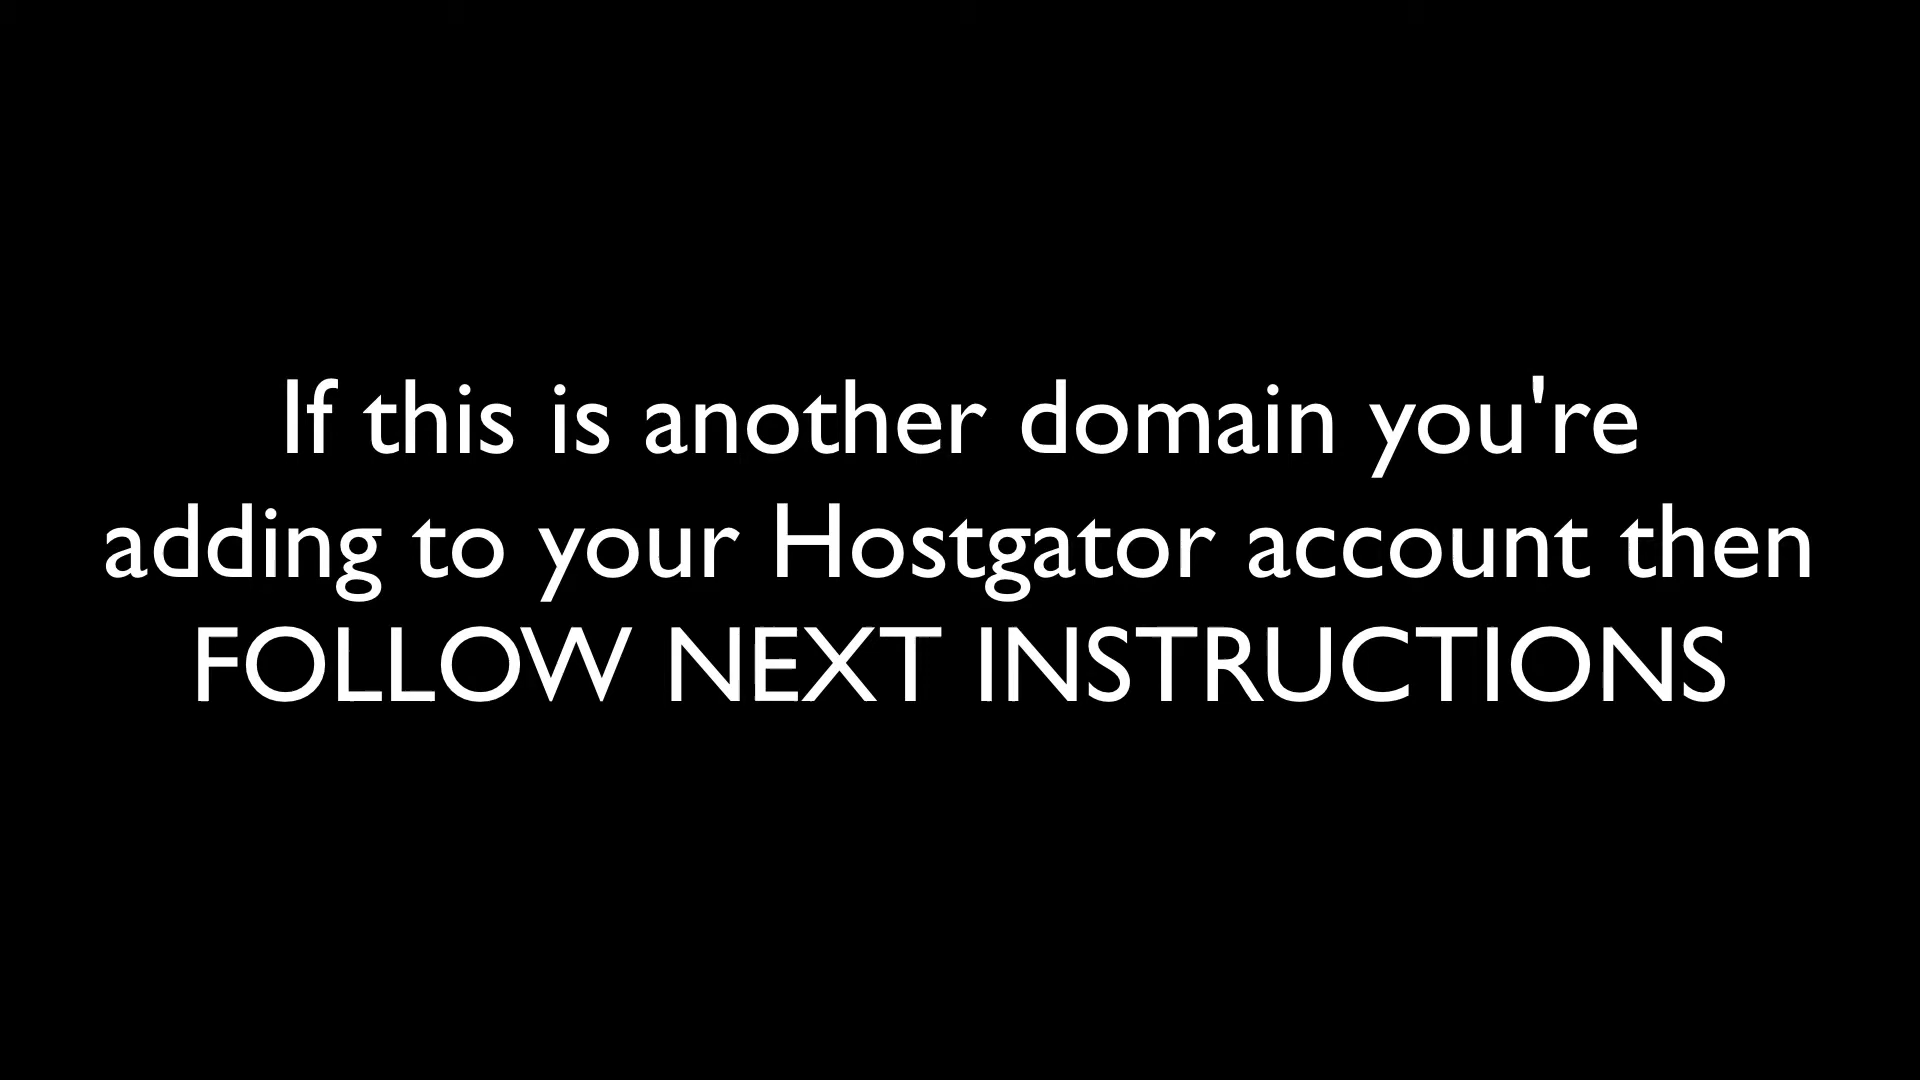 If this is another domain you're
adding to your Hostgator account then
FOLLOW NEXT INSTRUCTIONS